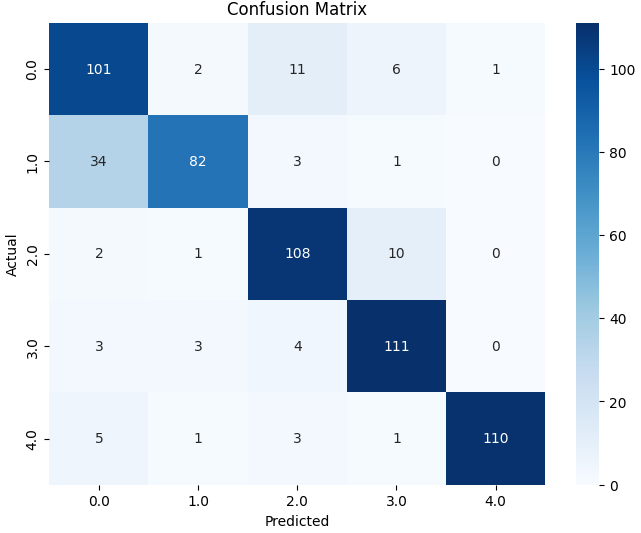 Confusion Matrix
0.0 101 2 11 6 1
1.0 34 82 3 1 0
2.0 2 1 108 10 0
3.0 3 3 4 111 0
4.0 5 1 3 1 110
0.0 1.0 2.0 3.0 4.0
Predicted
Actual
100
80
60
40
20
0